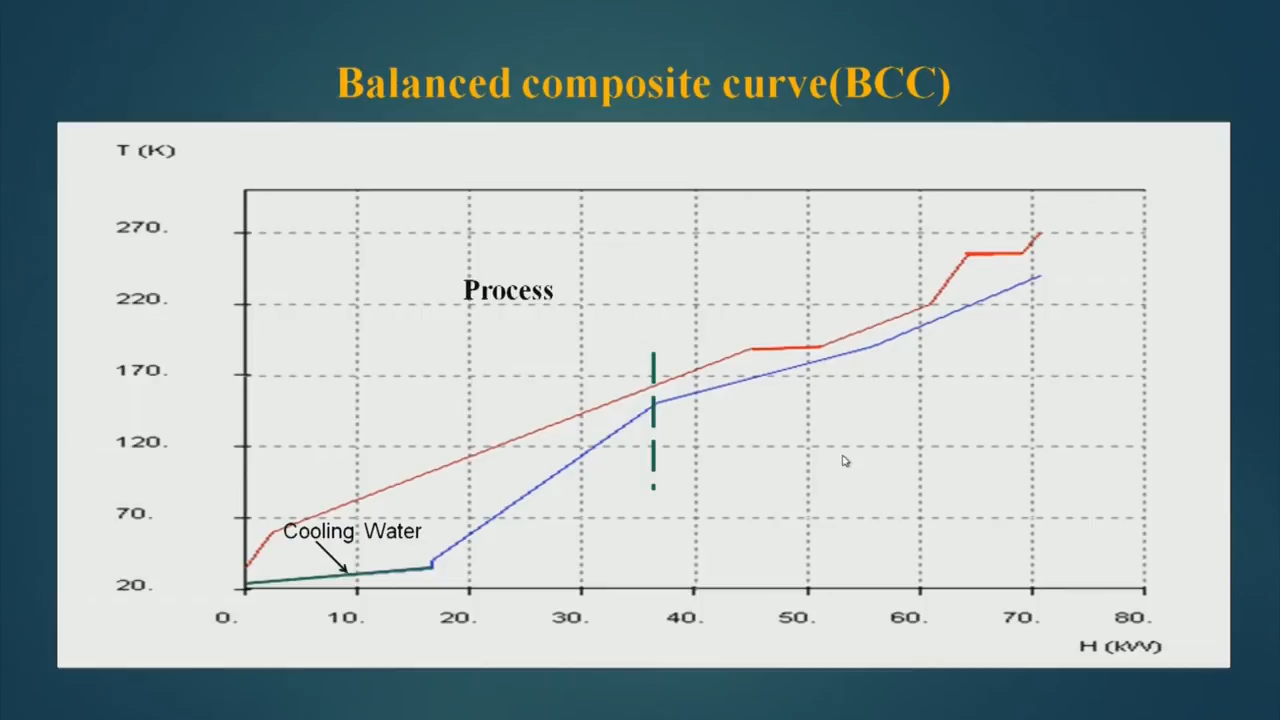 Balanced composite curve(BCC)
T (K)
270.
220.
Process
170.
120.
70.
Cooling Water
20.
0. 10. 20. 30. 40. 50. 60. 70. 80.
H (kW)